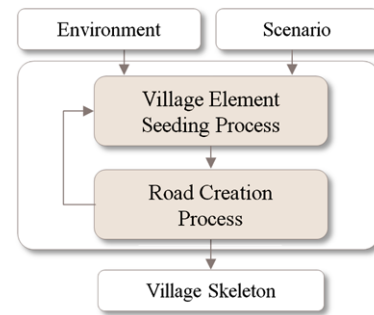 Environment
Scenario
Village Element
Seeding Process
Road Creation
Process
Village Skeleton